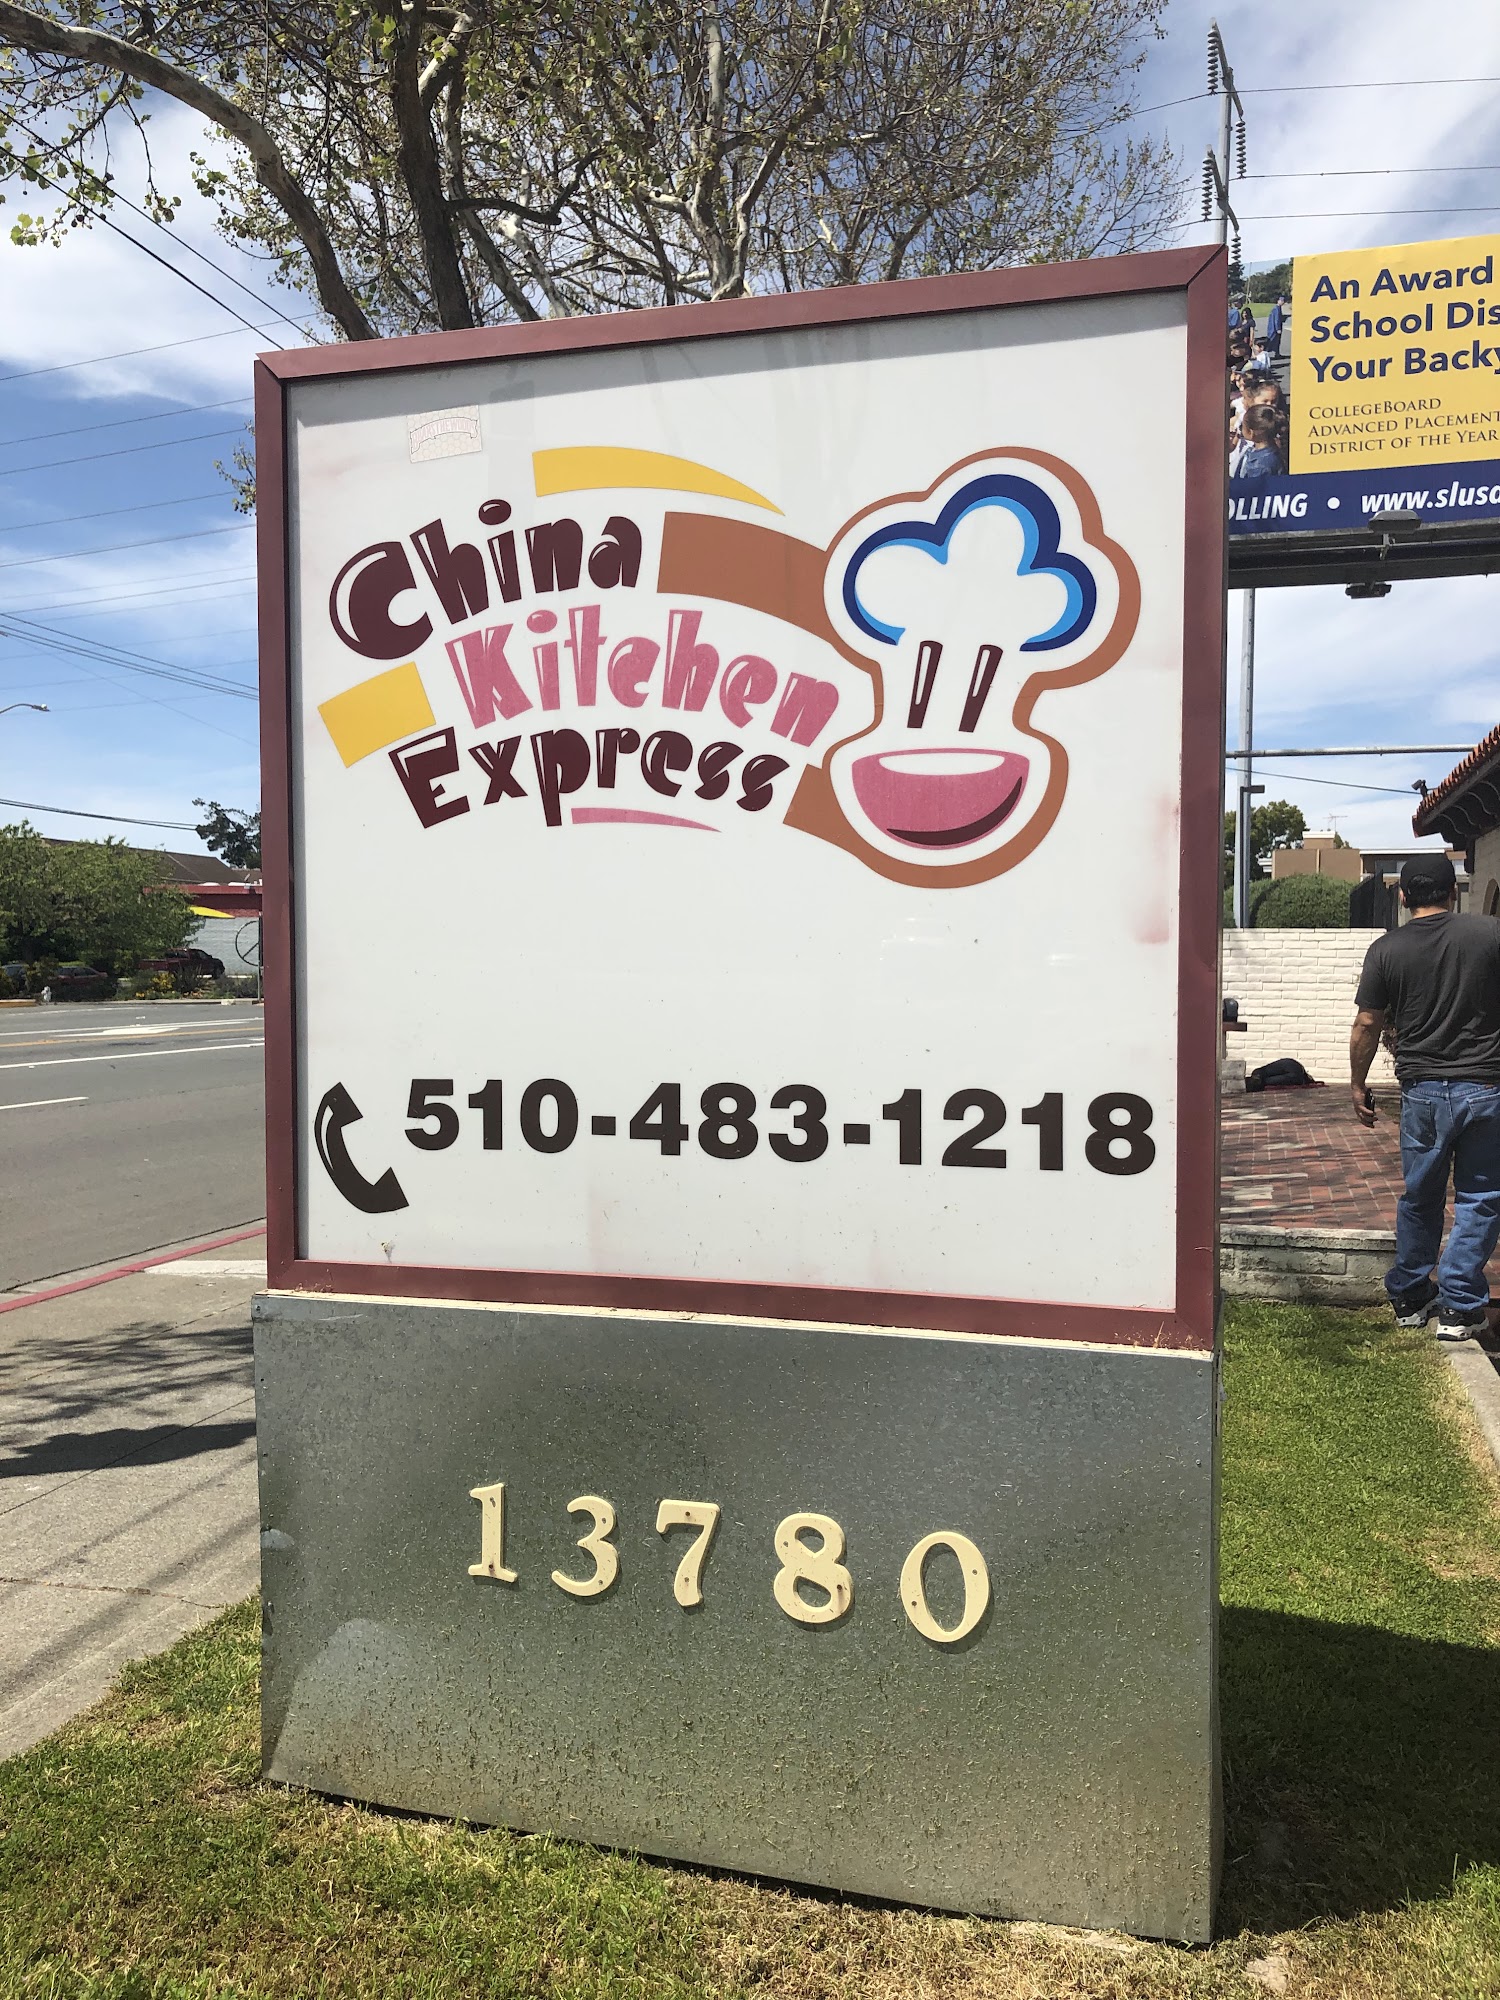 China
Kitchen
Express
510-483-1218
13780
An Award
School Dis
Your Backy
COLLEGEBOARD
ADVANCED PLACEMENT
DISTRICT OF THE YEAR
OLLING • www.slusd